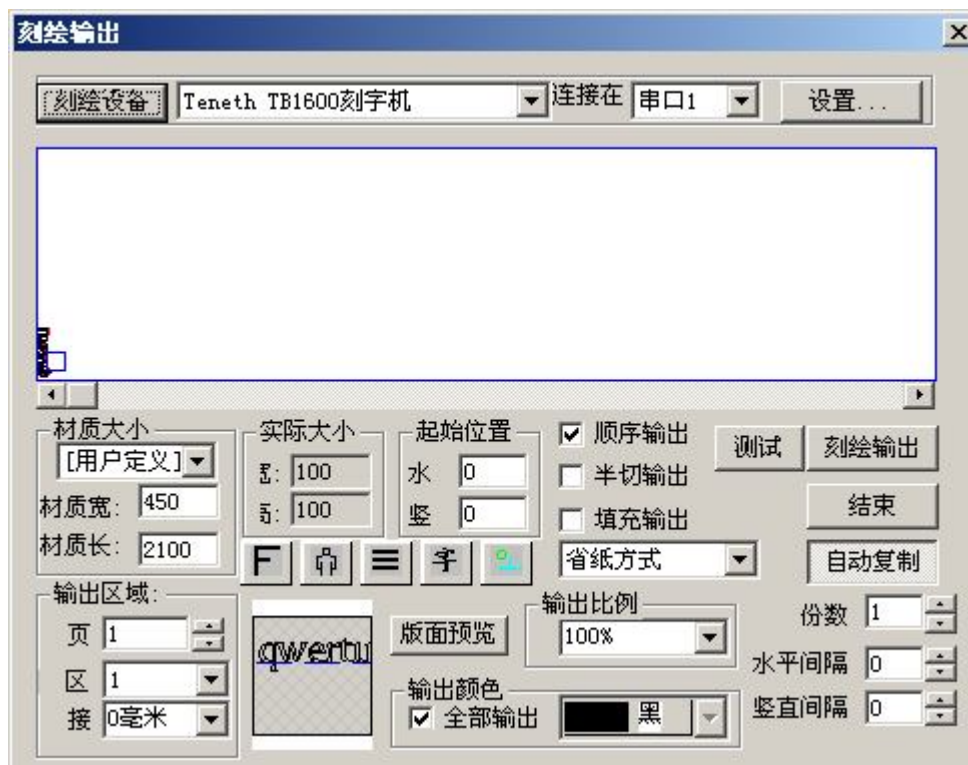 刻绘输出
刻绘设备 Teneth TB1600刻字机 连接在 串口1 设置...
材质大小
[用户定义]
材质宽: 450
材质长: 2100
实际大小
100
100
起始位置
水 0
竖 0
顺序输出
半切输出
填充输出
省纸方式
测试 刻绘输出
结束
自动复制
F
输出区域:
页 1
区 1
接 0毫米
qwertu
版面预览
输出比例
100%
输出颜色
全部输出 黑
份数 1
水平间隔 0
竖直间隔 0